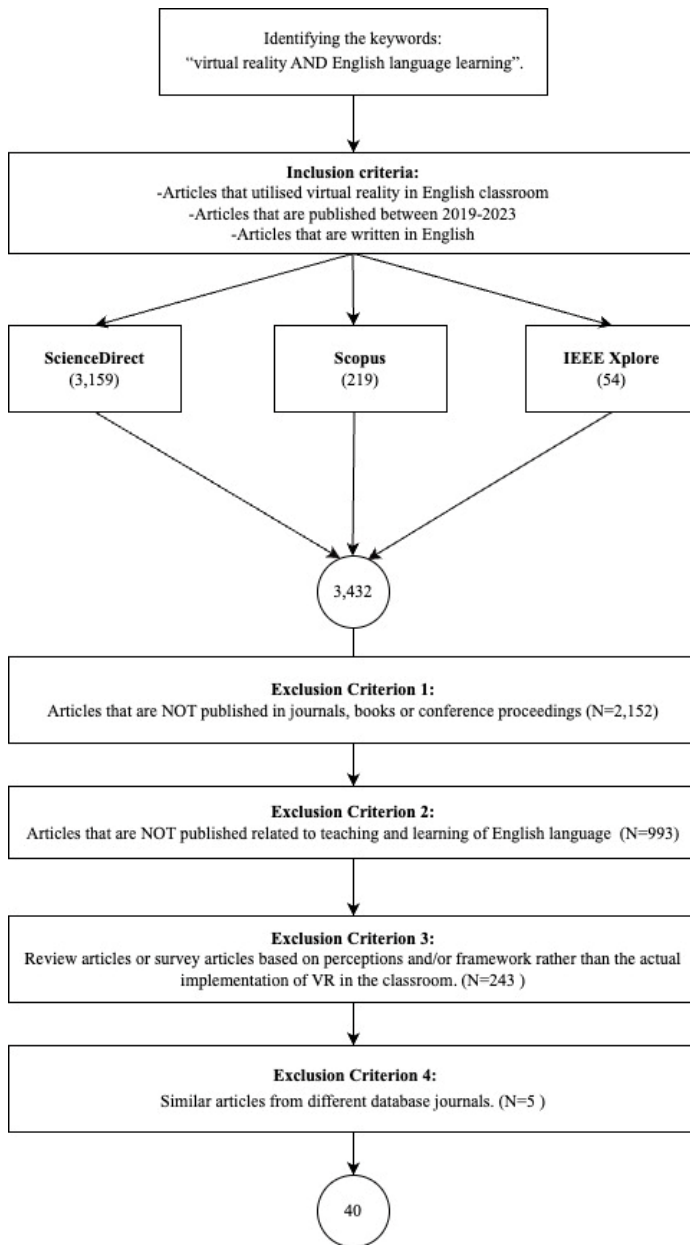 Identifying the keywords:
“virtual reality AND English language learning”.
Inclusion criteria:
-Articles that utilised virtual reality in English classroom
-Articles that are published between 2019-2023
-Articles that are written in English
ScienceDirect
(3,159)
Scopus
(219)
IEEE Xplore
(54)
3,432
Exclusion Criterion 1:
Articles that are NOT published in journals, books or conference proceedings (N=2,152)
Exclusion Criterion 2:
Articles that are NOT published related to teaching and learning of English language (N=993)
Exclusion Criterion 3:
Review articles or survey articles based on perceptions and/or framework rather than the actual
implementation of VR in the classroom. (N=243 )
Exclusion Criterion 4:
Similar articles from different database journals. (N=5 )
40